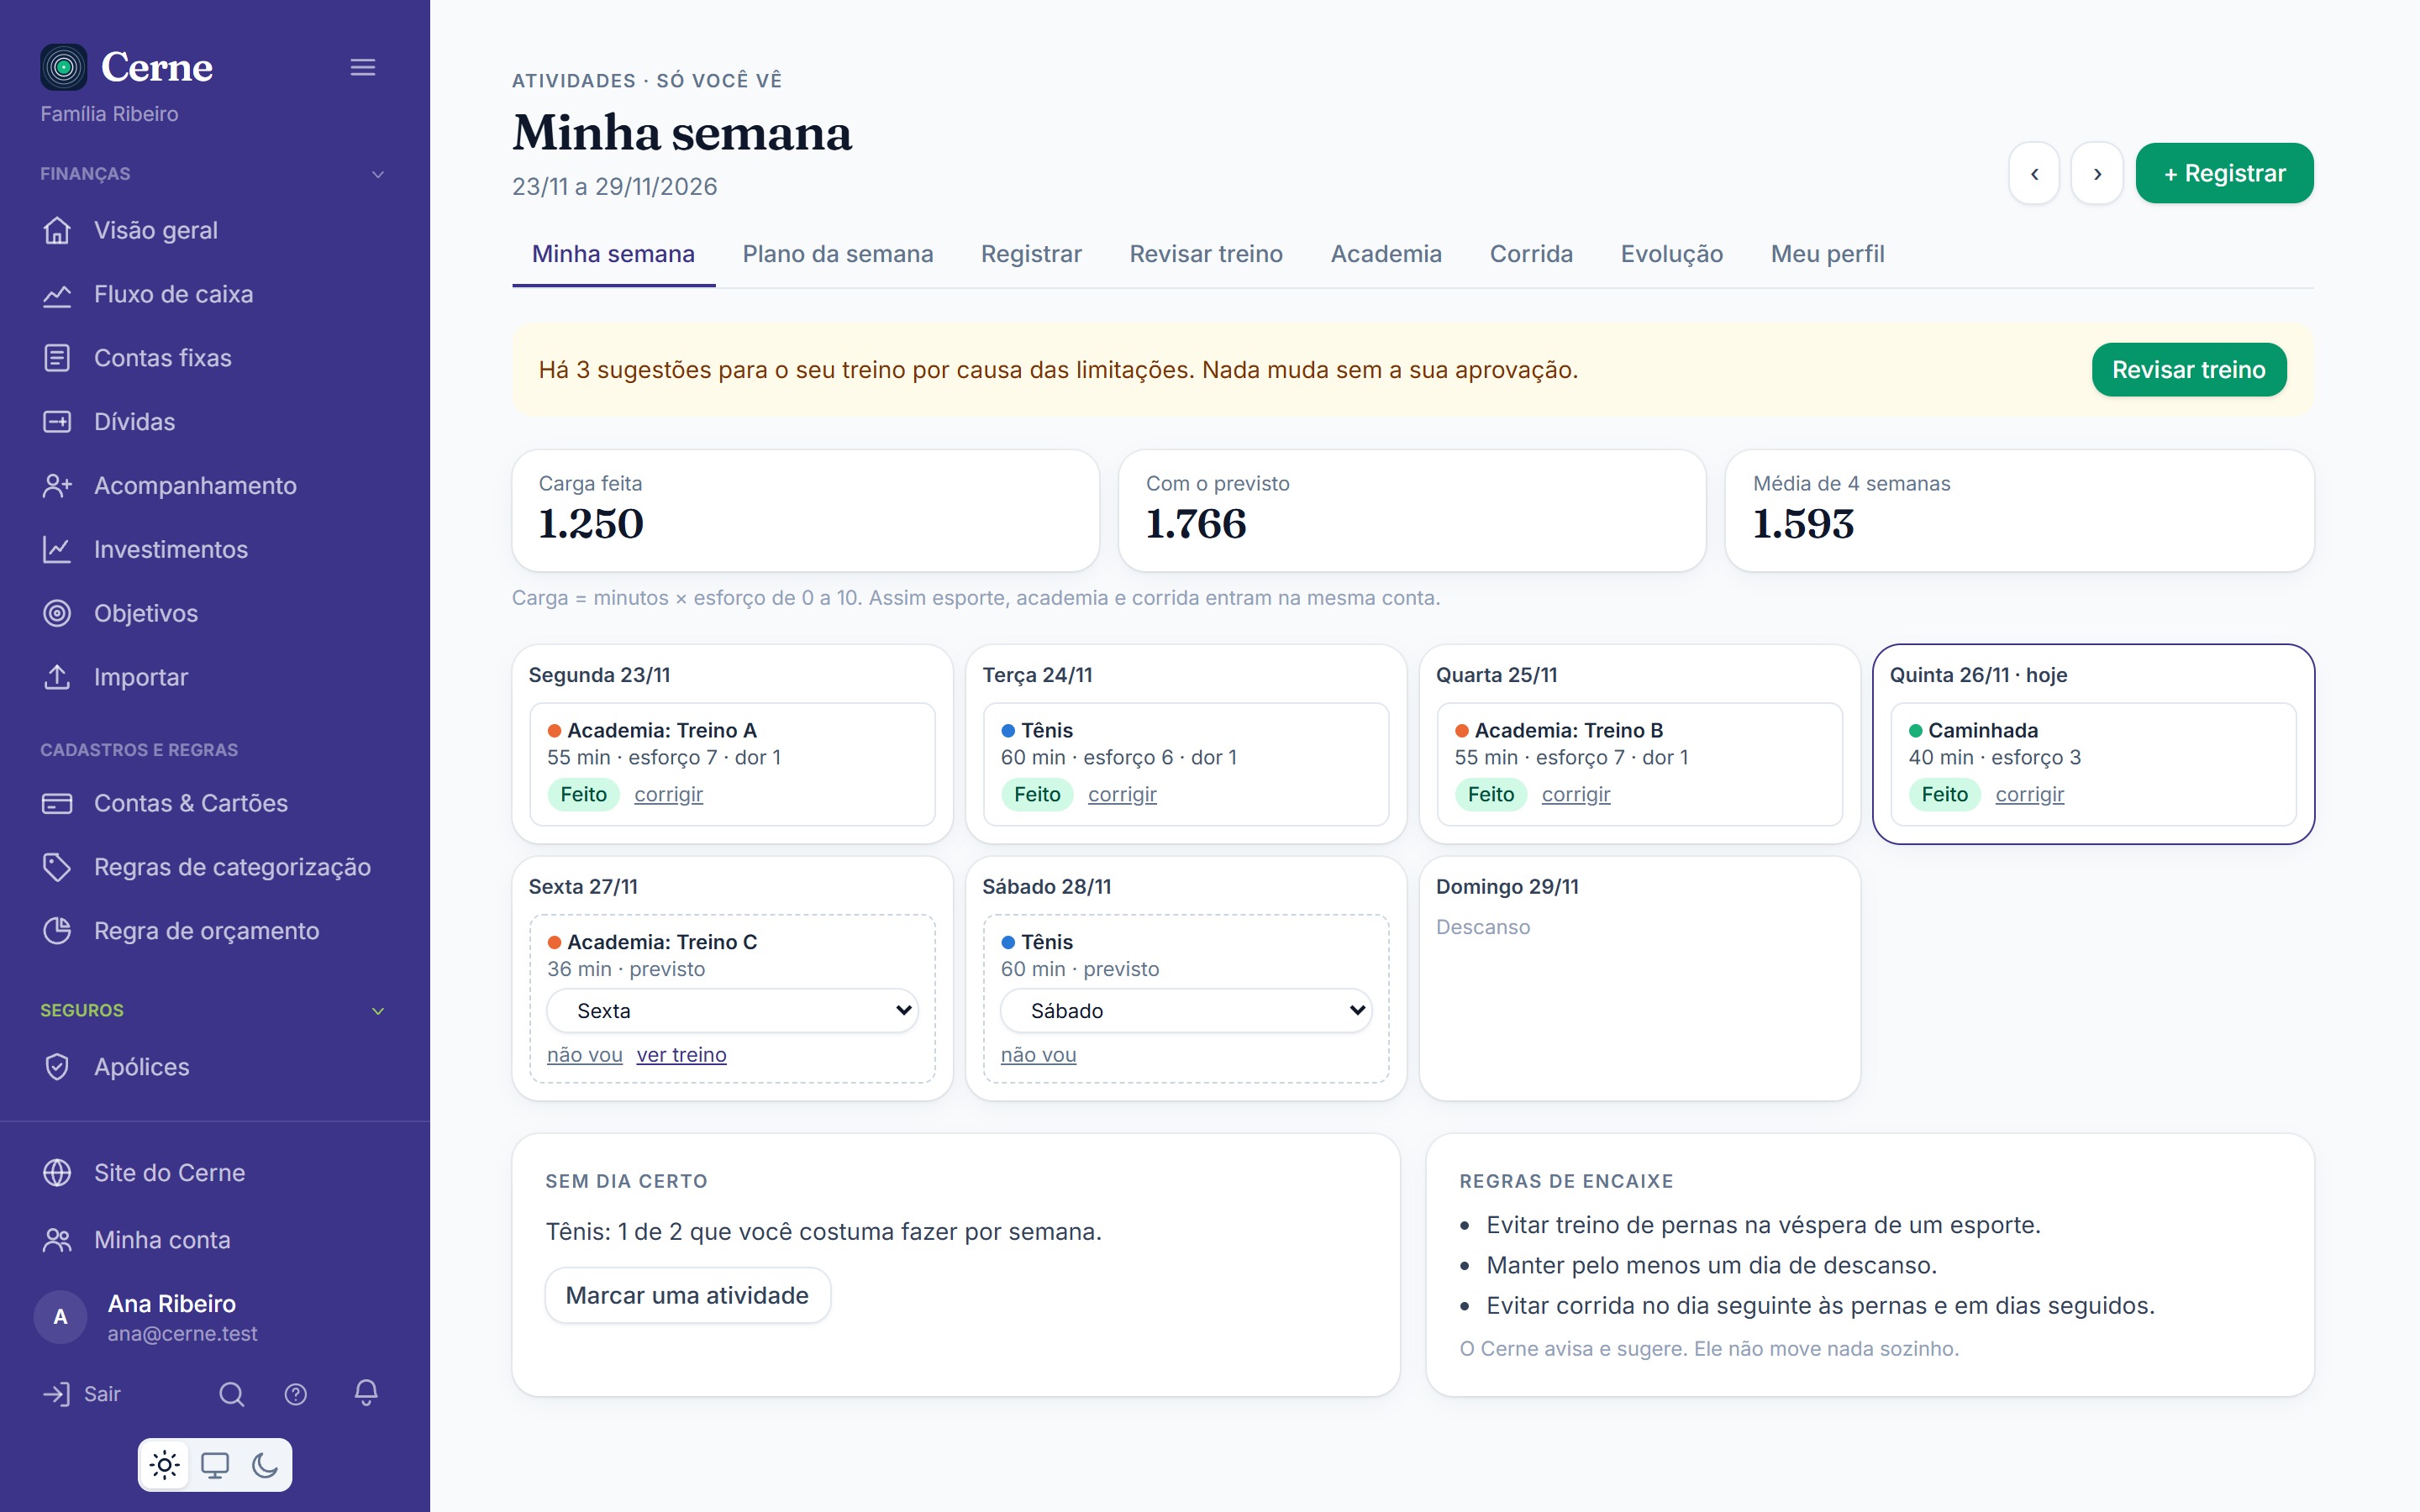 Cerne
Família Ribeiro
FINANÇAS
Visão geral
Fluxo de caixa
Contas fixas
Dívidas
Acompanhamento
Investimentos
Objetivos
Importar
CADASTROS E REGRAS
Contas & Cartões
Regras de categorização
Regra de orçamento
SEGUROS
Apólices
Site do Cerne
Minha conta
A
Ana Ribeiro
ana@cerne.test
Sair
ATIVIDADES · SÓ VOCÊ VÊ
Minha semana
23/11 a 29/11/2026
‹ › + Registrar
Minha semana Plano da semana Registrar Revisar treino Academia Corrida Evolução Meu perfil
Há 3 sugestões para o seu treino por causa das limitações. Nada muda sem a sua aprovação.
Revisar treino
Carga feita
1.250
Com o previsto
1.766
Média de 4 semanas
1.593
Carga = minutos × esforço de 0 a 10. Assim esporte, academia e corrida entram na mesma conta.
Segunda 23/11
Academia: Treino A
55 min · esforço 7 · dor 1
Feito corrigir
Terça 24/11
Tênis
60 min · esforço 6 · dor 1
Feito corrigir
Quarta 25/11
Academia: Treino B
55 min · esforço 7 · dor 1
Feito corrigir
Quinta 26/11 · hoje
Caminhada
40 min · esforço 3
Feito corrigir
Sexta 27/11
Academia: Treino C
36 min · previsto
Sexta
não vou ver treino
Sábado 28/11
Tênis
60 min · previsto
Sábado
não vou
Domingo 29/11
Descanso
SEM DIA CERTO
Tênis: 1 de 2 que você costuma fazer por semana.
Marcar uma atividade
REGRAS DE ENCAIXE
• Evitar treino de pernas na véspera de um esporte.
• Manter pelo menos um dia de descanso.
• Evitar corrida no dia seguinte às pernas e em dias seguidos.
O Cerne avisa e sugere. Ele não move nada sozinho.